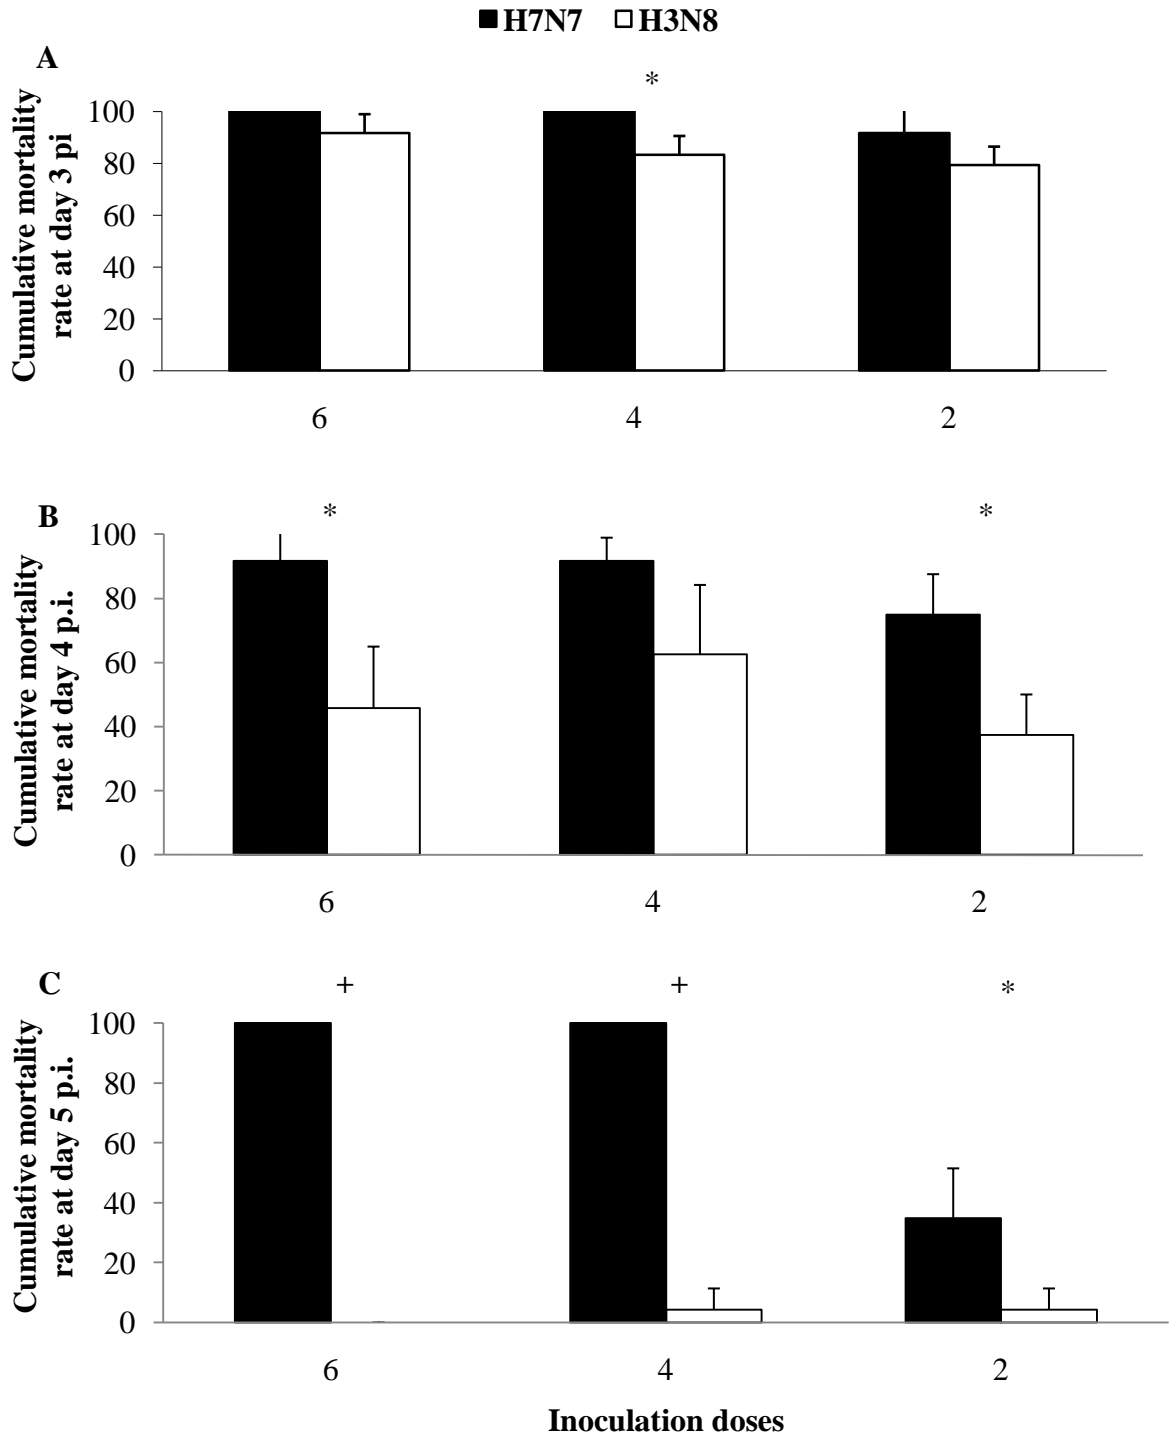 H7N7 H3N8
A
*
Cumulative mortality
rate at day 3 pi
100
80
60
40
20
0
6 4 2
B
* *
Cumulative mortality
rate at day 4 p.i.
100
80
60
40
20
0
6 4 2
C
+ + *
Cumulative mortality
rate at day 5 p.i.
100
80
60
40
20
0
6 4 2
Inoculation doses